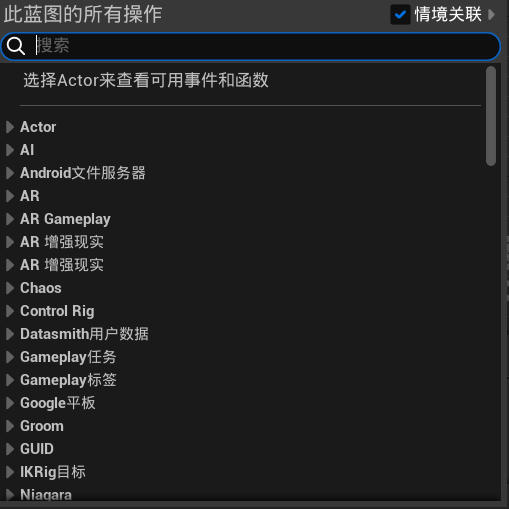 此蓝图的所有操作 情境关联
搜索
选择Actor来查看可用事件和函数
Actor
AI
Android文件服务器
AR
AR Gameplay
AR 增强现实
AR 增强现实
Chaos
Control Rig
Datasmith用户数据
Gameplay任务
Gameplay标签
Google平板
Groom
GUID
IKRig目标
Niagara